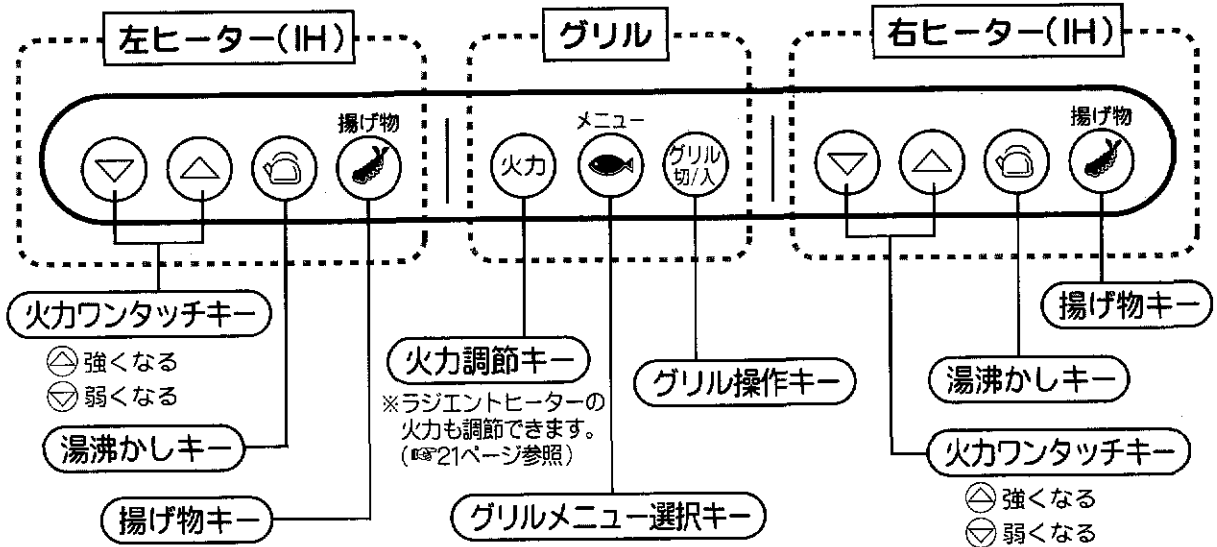 左ヒーター(IH)
グリル
右ヒーター(IH)
揚げ物
メニュー
揚げ物
火力
グリル
切/入
火力ワンタッチキー
強くなる
弱くなる
湯沸かしキー
揚げ物キー
火力調節キー
※ラジエントヒーターの
火力も調節できます。
(☞21ページ参照)
グリル操作キー
グリルメニュー選択キー
揚げ物キー
湯沸かしキー
火力ワンタッチキー
強くなる
弱くなる